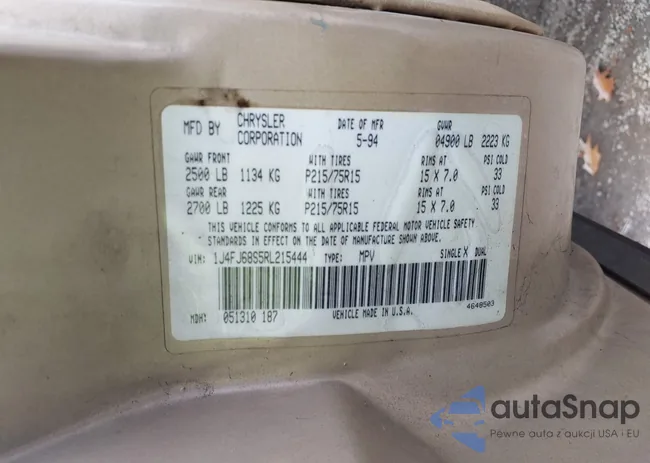 MFD BY CHRYSLER CORPORATION DATE OF MFR 5-94 GVWR 04900 LB 2223 KG
GAWR FRONT WITH TIRES RIMS AT PSI COLD
2500 LB 1134 KG P215/75R15 15 X 7.0 33
GAWR REAR WITH TIRES RIMS AT PSI COLD
2700 LB 1225 KG P215/75R15 15 X 7.0 33
THIS VEHICLE CONFORMS TO ALL APPLICABLE FEDERAL MOTOR VEHICLE SAFETY
STANDARDS IN EFFECT ON THE DATE OF MANUFACTURE SHOWN ABOVE.
VIN: 1J4FJ68S5RL215444 TYPE: MPV SINGLE X DUAL
MDH: 051310 187 VEHICLE MADE IN U.S.A. 4648503
autaSnap
Pewne auta z aukcji USA i EU